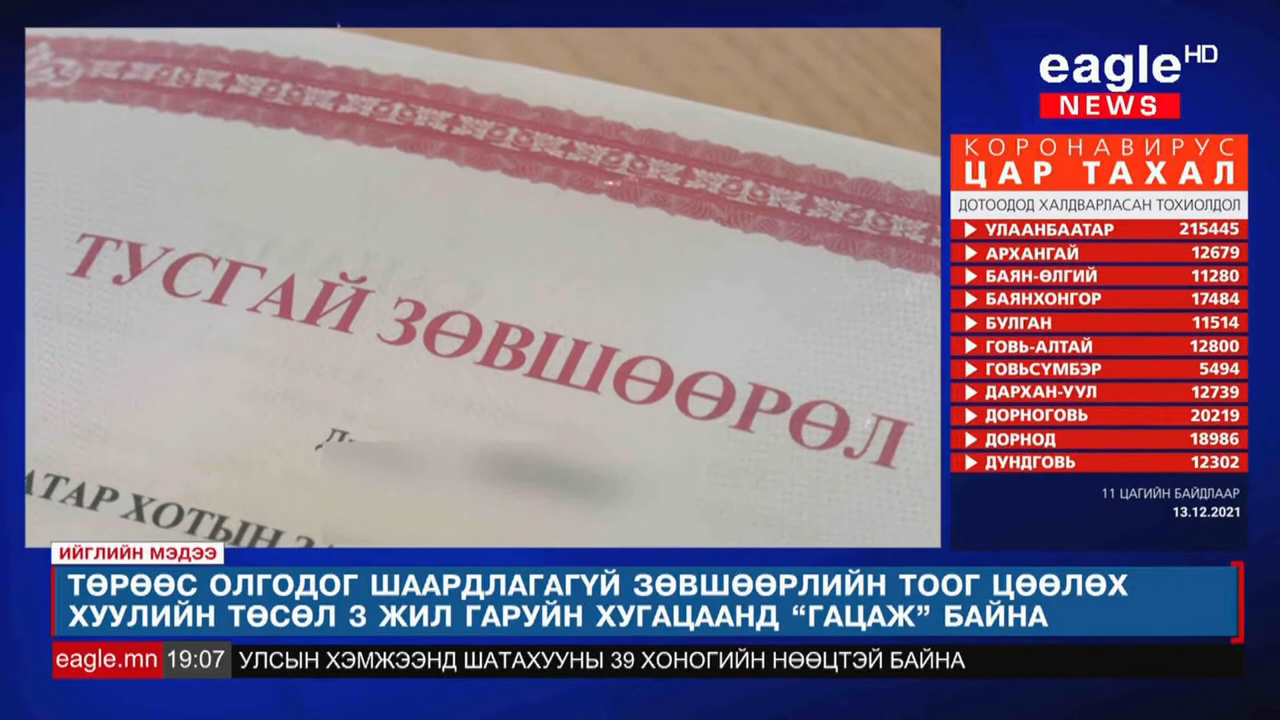 ТУСГАЙ ЗӨВШӨӨРӨЛ
АТАР ХОТЫН
eagle HD
NEWS
КОРОНАВИРУС
ЦАР ТАХАЛ
ДОТООДОД ХАЛДВАРЛАСАН ТОХИОЛДОЛ
УЛААНБААТАР 215445
АРХАНГАЙ 12679
БАЯН-ӨЛГИЙ 11280
БАЯНХОНГОР 17484
БУЛГАН 11514
ГОВЬ-АЛТАЙ 12800
ГОВЬСҮМБЭР 5494
ДАРХАН-УУЛ 12739
ДОРНОГОВЬ 20219
ДОРНОД 18986
ДУНДГОВЬ 12302
11 ЦАГИЙН БАЙДЛААР
13.12.2021
ИЙГЛИЙН МЭДЭЭ
ТӨРӨӨС ОЛГОДОГ ШААРДЛАГАГҮЙ ЗӨВШӨӨРЛИЙН ТООГ ЦӨӨЛӨХ
ХУУЛИЙН ТӨСӨЛ 3 ЖИЛ ГАРУЙН ХУГАЦААНД “ГАЦАЖ” БАЙНА
eagle.mn 19:07 УЛСЫН ХЭМЖЭЭНД ШАТАХУУНЫ 39 ХОНОГИЙН НӨӨЦТЭЙ БАЙНА